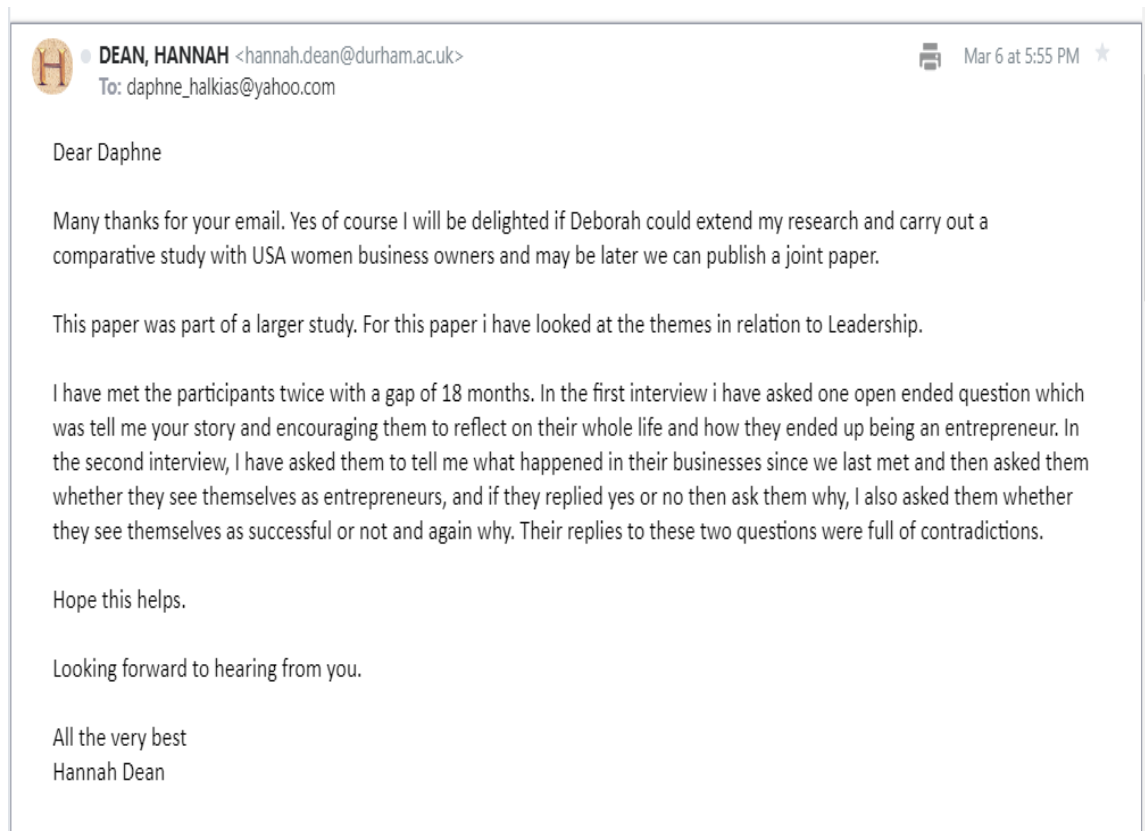 H
DEAN, HANNAH <hannah.dean@durham.ac.uk>
Mar 6 at 5:55 PM
To: daphne_halkias@yahoo.com
Dear Daphne
Many thanks for your email. Yes of course I will be delighted if Deborah could extend my research and carry out a
comparative study with USA women business owners and may be later we can publish a joint paper.
This paper was part of a larger study. For this paper i have looked at the themes in relation to Leadership.
I have met the participants twice with a gap of 18 months. In the first interview i have asked one open ended question which
was tell me your story and encouraging them to reflect on their whole life and how they ended up being an entrepreneur. In
the second interview, I have asked them to tell me what happened in their businesses since we last met and then asked them
whether they see themselves as entrepreneurs, and if they replied yes or no then ask them why, I also asked them whether
they see themselves as successful or not and again why. Their replies to these two questions were full of contradictions.
Hope this helps.
Looking forward to hearing from you.
All the very best
Hannah Dean